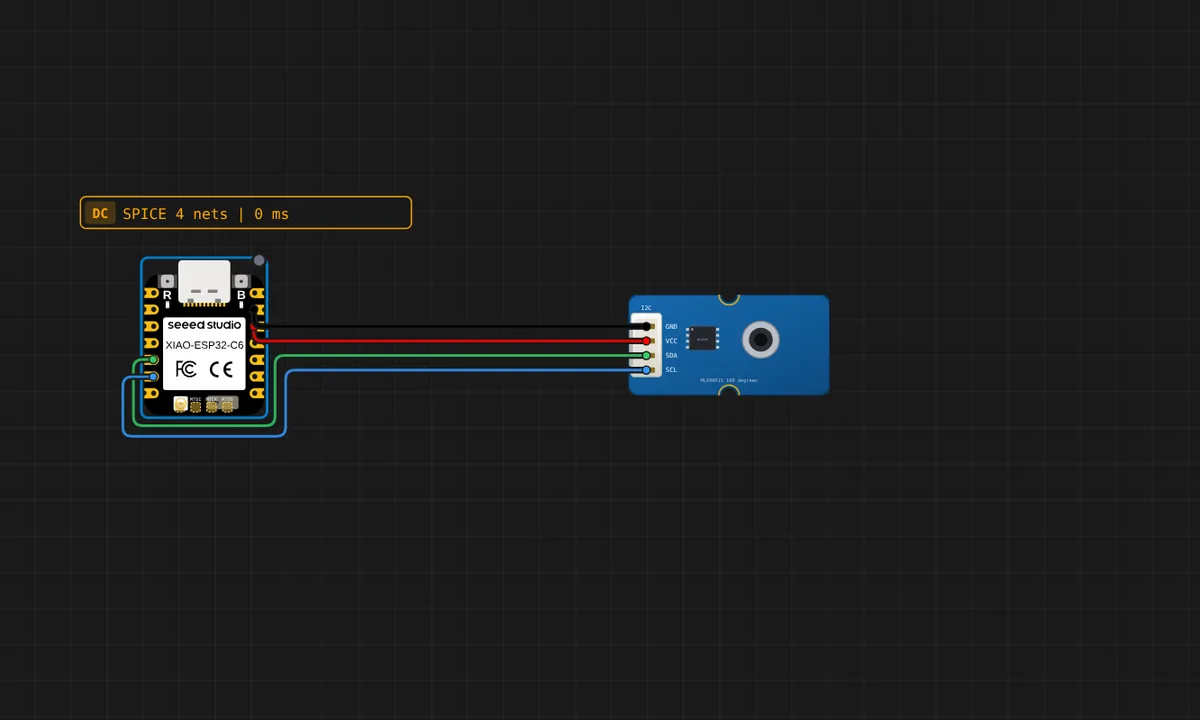 DC SPICE 4 nets | 0 ms
R B
seeed studio
XIAO-ESP32-C6
FC CE
I2C
GND
VCC
SDA
SCL